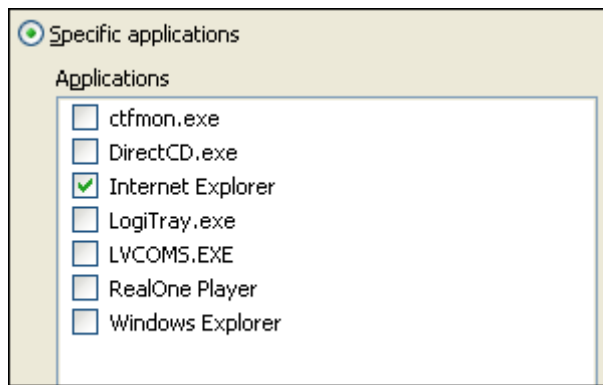 Specific applications
Applications
ctfmon.exe
DirectCD.exe
Internet Explorer
LogiTray.exe
LVCOMS.EXE
RealOne Player
Windows Explorer